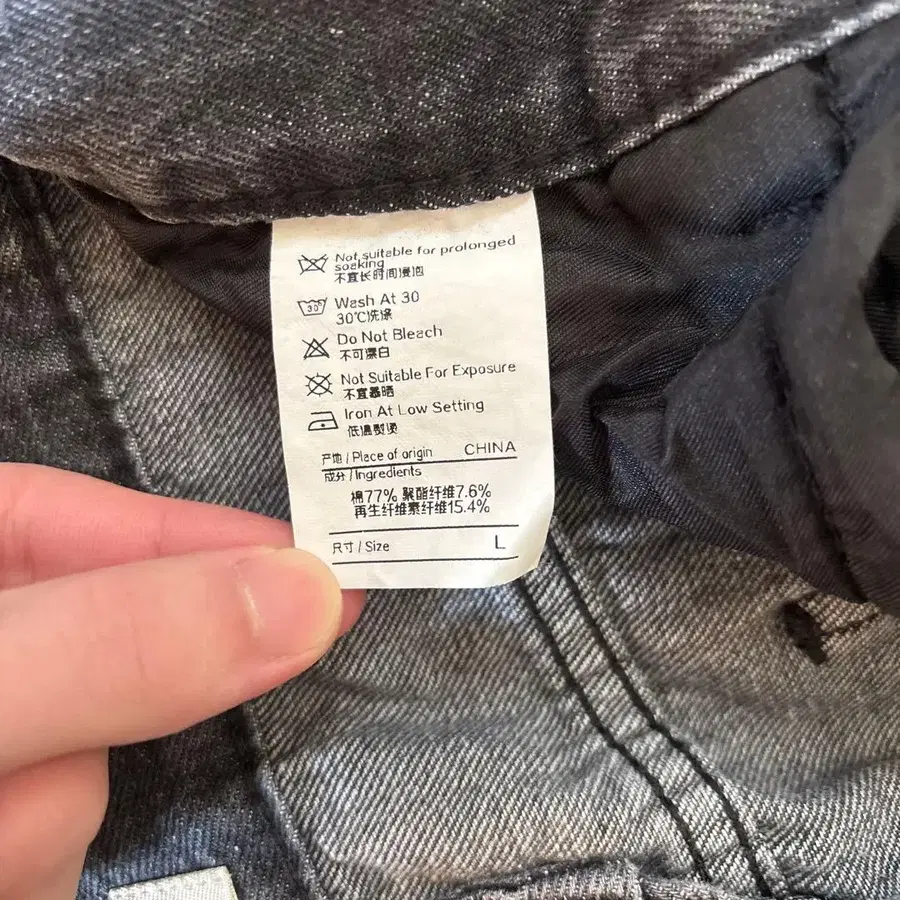 Not suitable for prolonged
soaking
不宜长时间浸泡
30
Wash At 30
30℃洗涤
Do Not Bleach
不可漂白
Not Suitable For Exposure
不宜暴晒
Iron At Low Setting
低温熨烫
产地 / Place of origin CHINA
成分 / Ingredients
棉77% 聚酯纤维7.6%
再生纤维素纤维15.4%
尺寸 / Size L